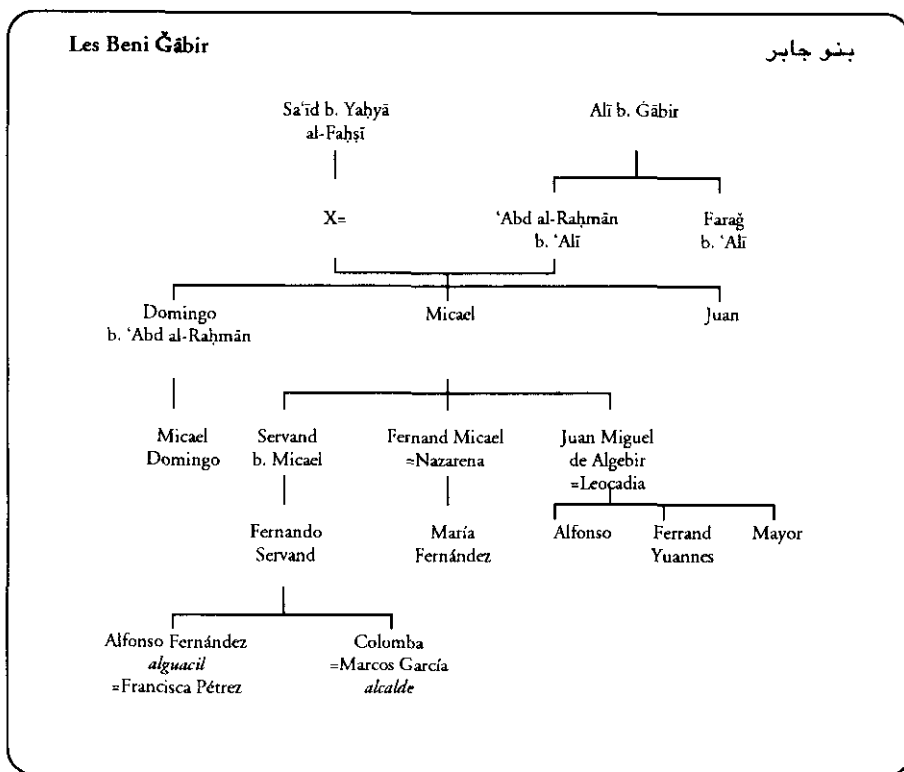 Les Beni Ǧābir
بنو جابر
Sa‘īd b. Yaḥyā
al-Faḥṣī
Alī b. Ġābir
X=
‘Abd al-Raḥmān
b. ‘Alī
Faraǧ
b. ‘Alī
Domingo
b. ‘Abd al-Raḥmān
Micael
Juan
Micael
Domingo
Servand
b. Micael
Fernand Micael
=Nazarena
Juan Miguel
de Algebir
=Leocadia
Fernando
Servand
María
Fernández
Alfonso
Ferrand
Yuannes
Mayor
Alfonso Fernández
alguacil
=Francisca Pétrez
Colomba
=Marcos García
alcalde